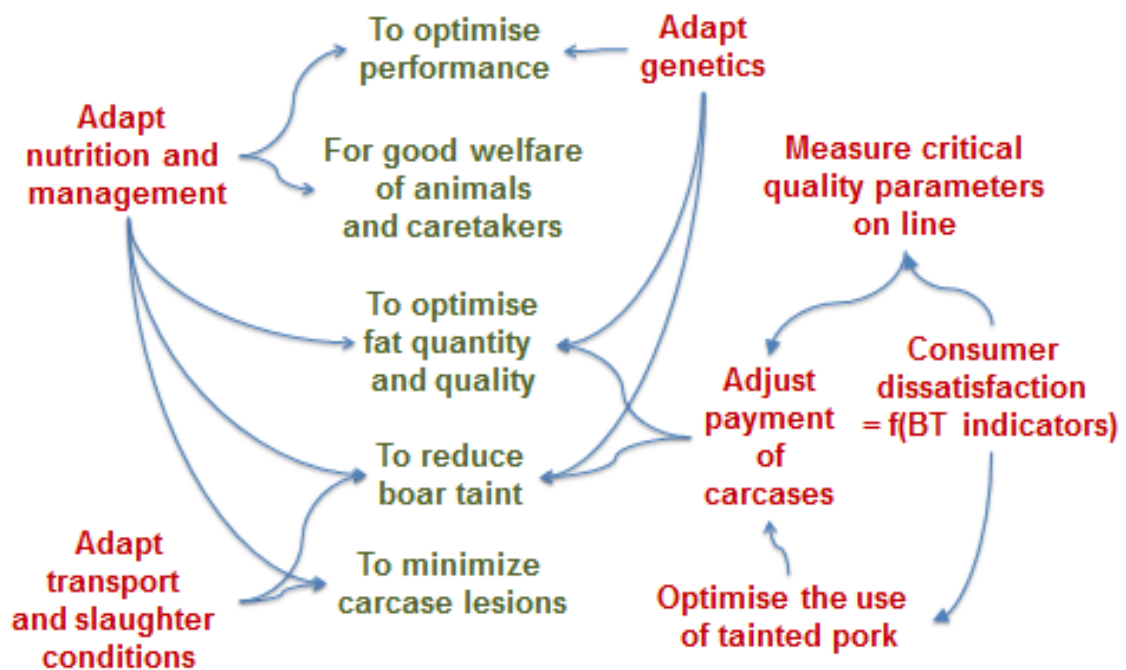 To optimise
performance
Adapt
genetics
Adapt
nutrition and
management
For good welfare
of animals
and caretakers
Measure critical
quality parameters
on line
To optimise
fat quantity
and quality
Adjust
payment
of
carcases
Consumer
dissatisfaction
= f(BT indicators)
To reduce
boar taint
Adapt
transport
and slaughter
conditions
To minimize
carcase lesions
Optimise the use
of tainted pork